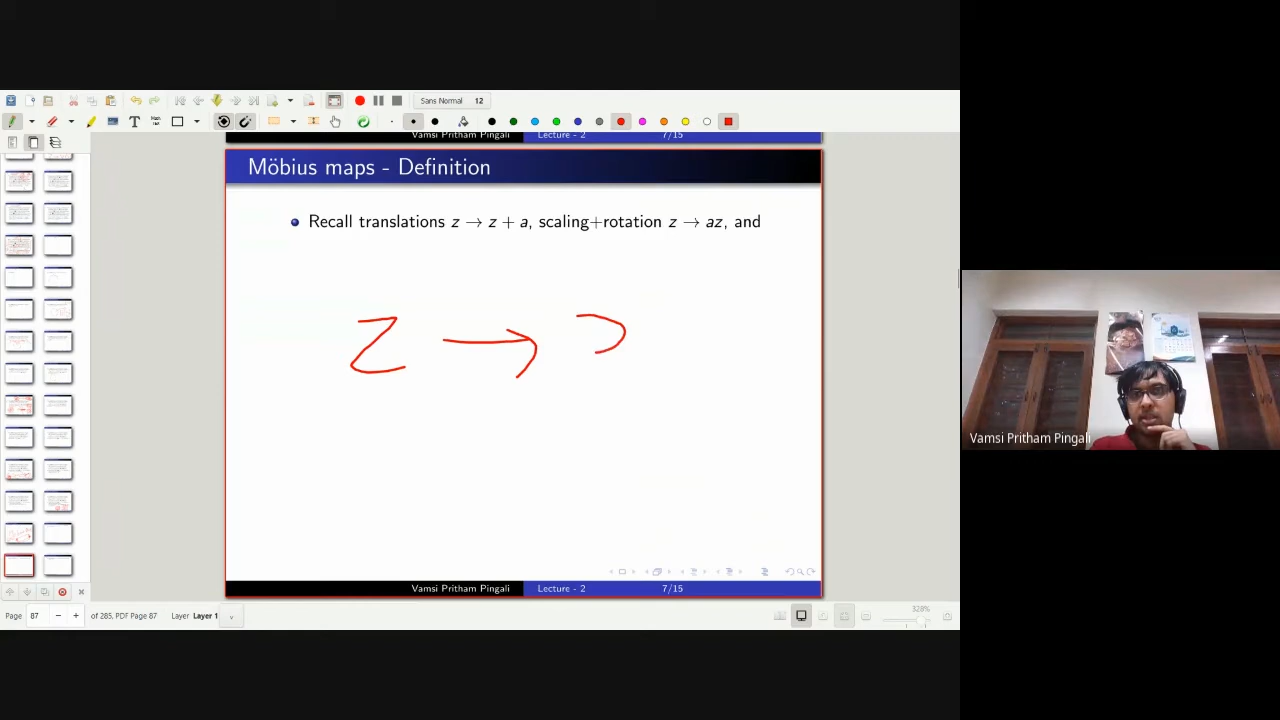 Sans Normal 12
Vamsi Pritham Pingali Lecture - 2 7/15
Möbius maps - Definition
Recall translations z → z + a, scaling+rotation z → az, and
Z →
Vamsi Pritham Pingali
Vamsi Pritham Pingali Lecture - 2 7/15
Page 87 of 285, PDF Page 87 Layer Layer 1 320%